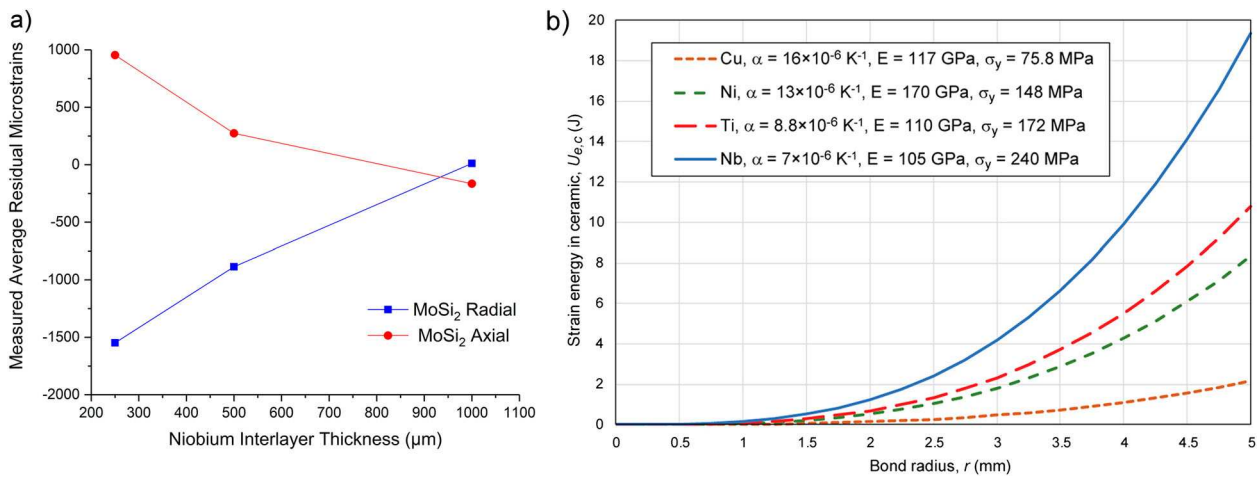 a)
Measured Average Residual Microstrains
1000
500
0
-500
-1000
-1500
-2000
MoSi₂ Radial
MoSi₂ Axial
200 300 400 500 600 700 800 900 1000 1100
Niobium Interlayer Thickness (µm)
b)
Strain energy in ceramic, U_e,c (J)
20
18
16
14
12
10
8
6
4
2
0
Cu, α = 16×10⁻⁶ K⁻¹, E = 117 GPa, σy = 75.8 MPa
Ni, α = 13×10⁻⁶ K⁻¹, E = 170 GPa, σy = 148 MPa
Ti, α = 8.8×10⁻⁶ K⁻¹, E = 110 GPa, σy = 172 MPa
Nb, α = 7×10⁻⁶ K⁻¹, E = 105 GPa, σy = 240 MPa
0 0.5 1 1.5 2 2.5 3 3.5 4 4.5 5
Bond radius, r (mm)